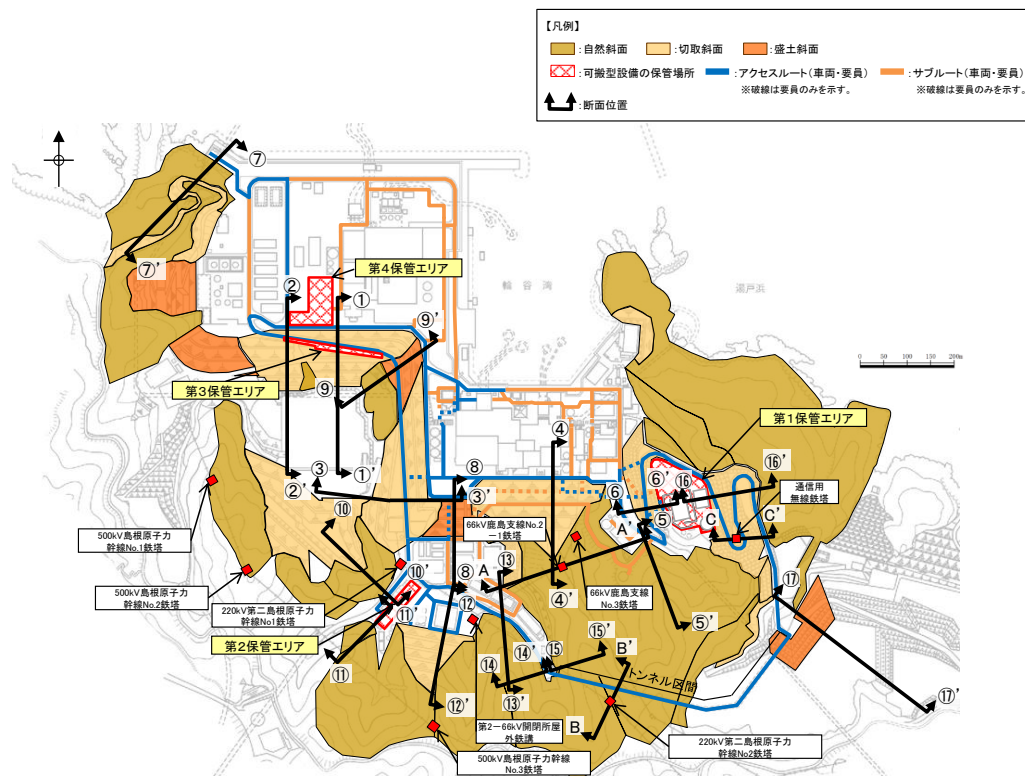 【凡例】
:自然斜面
:切取斜面
:盛土斜面
:可搬型設備の保管場所
:アクセスルート(車両・要員)
※破線は要員のみを示す。
:サブルート(車両・要員)
※破線は要員のみを示す。
:断面位置
⑦
⑦'
第4保管エリア
②
①
⑨'
輪谷湾
瀬戸浜
0 50 100 150 200m
第3保管エリア
⑨
第1保管エリア
④
②'
③
①'
⑧
③'
⑥
⑥'
⑯
⑯'
通信用
無線鉄塔
500kV島根原子力
幹線No.1鉄塔
⑩
66kV鹿島支線No.2
-1鉄塔
A'
⑤
C
C'
500kV島根原子力
幹線No.2鉄塔
220kV第二島根原子力
幹線No1鉄塔
⑩'
⑧
A
⑬
④'
66kV鹿島支線
No.3鉄塔
⑤'
⑰
第2保管エリア
⑪'
⑫
⑪
⑭'
⑮
⑮'
B'
⑭
トンネル区間
⑫'
⑬'
⑰'
第2-66kV開閉所屋
外鉄講
B
500kV島根原子力幹線
No.3鉄塔
220kV第二島根原子力
幹線No2鉄塔